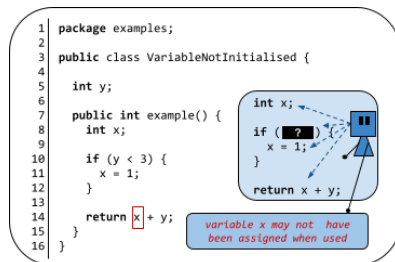 1 package examples;
2
3 public class VariableNotInitialised {
4
5 int y;
6
7 public int example() {
8 int x;
9
10 if (y < 3) {
11 x = 1;
12 }
13
14 return x + y;
15 }
16 }
int x;
if ( ? ) {
x = 1;
}
return x + y;
variable x may not have
been assigned when used